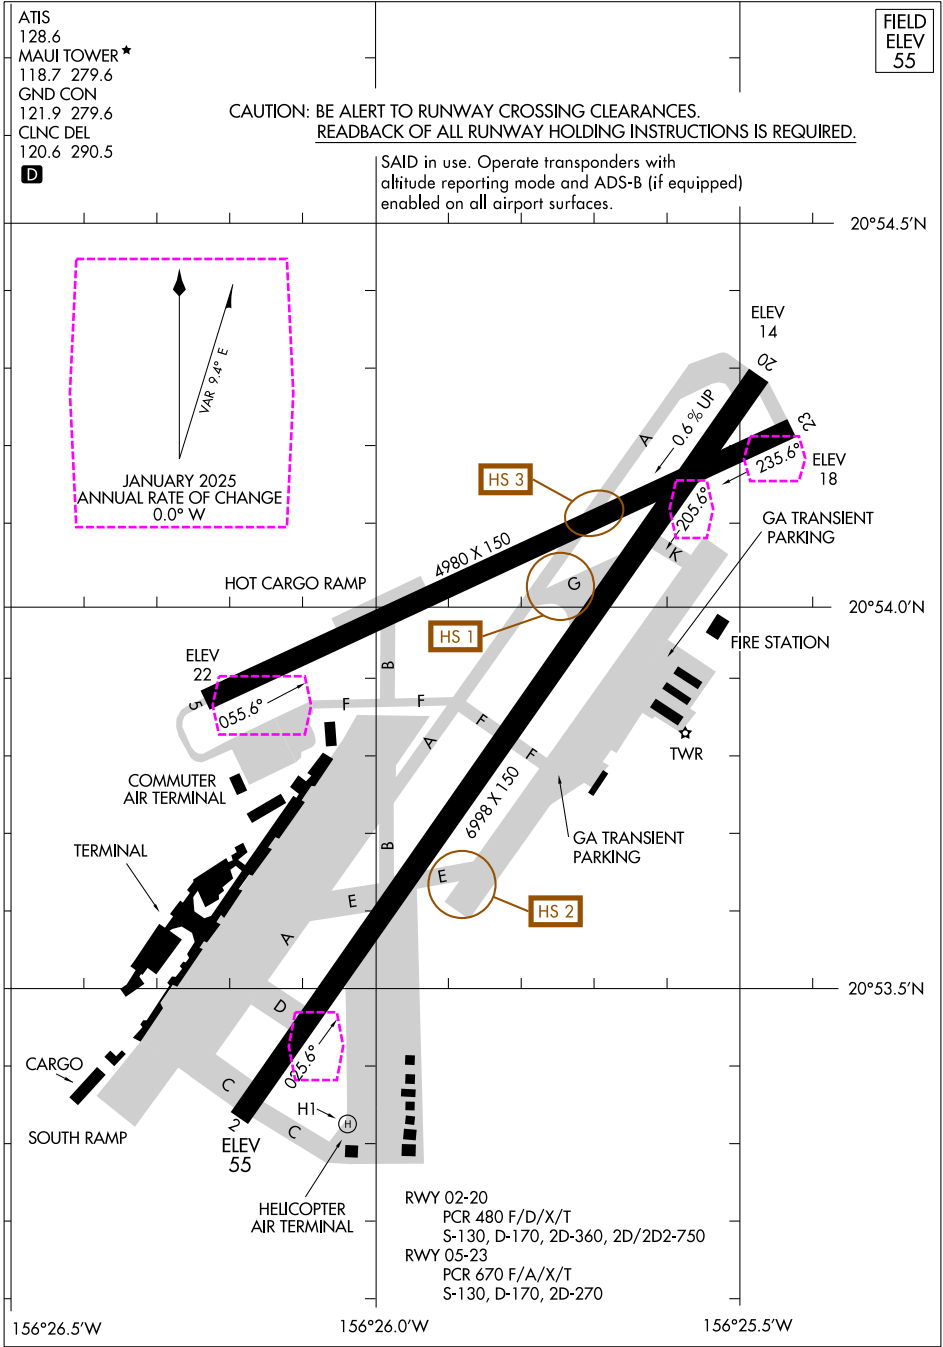 ATIS
128.6
MAUI TOWER★
118.7 279.6
GND CON
121.9 279.6
CLNC DEL
120.6 290.5
D
FIELD
ELEV
55
CAUTION: BE ALERT TO RUNWAY CROSSING CLEARANCES.
READBACK OF ALL RUNWAY HOLDING INSTRUCTIONS IS REQUIRED.
SAID in use. Operate transponders with
altitude reporting mode and ADS-B (if equipped)
enabled on all airport surfaces.
20°54.5'N
VAR 9.4° E
JANUARY 2025
ANNUAL RATE OF CHANGE
0.0° W
ELEV
14
20
23
A
0.6% UP
235.6°
ELEV
18
HS 3
205.6°
GA TRANSIENT
PARKING
4980 X 150
K
HOT CARGO RAMP
G
20°54.0'N
HS 1
FIRE STATION
ELEV
22
B
5
055.6°
F
F
F
F
A
TWR
COMMUTER
AIR TERMINAL
6998 X 150
GA TRANSIENT
PARKING
TERMINAL
B
E
E
HS 2
A
20°53.5'N
D
025.6°
CARGO
C
H1
H
C
2
SOUTH RAMP
ELEV
55
HELICOPTER
AIR TERMINAL
RWY 02-20
PCR 480 F/D/X/T
S-130, D-170, 2D-360, 2D/2D2-750
RWY 05-23
PCR 670 F/A/X/T
S-130, D-170, 2D-270
156°26.5'W
156°26.0'W
156°25.5'W